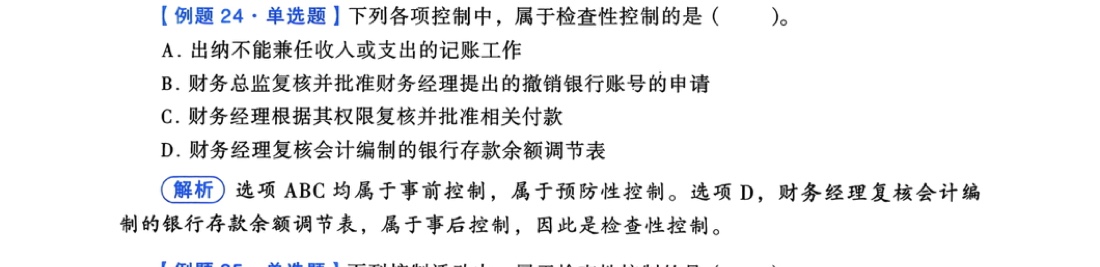 【例题 24·单选题】下列各项控制中，属于检查性控制的是（　　）。
A. 出纳不能兼任收入或支出的记账工作
B. 财务总监复核并批准财务经理提出的撤销银行账号的申请
C. 财务经理根据其权限复核并批准相关付款
D. 财务经理复核会计编制的银行存款余额调节表
解析 选项 ABC 均属于事前控制，属于预防性控制。选项 D，财务经理复核会计编
制的银行存款余额调节表，属于事后控制，因此是检查性控制。